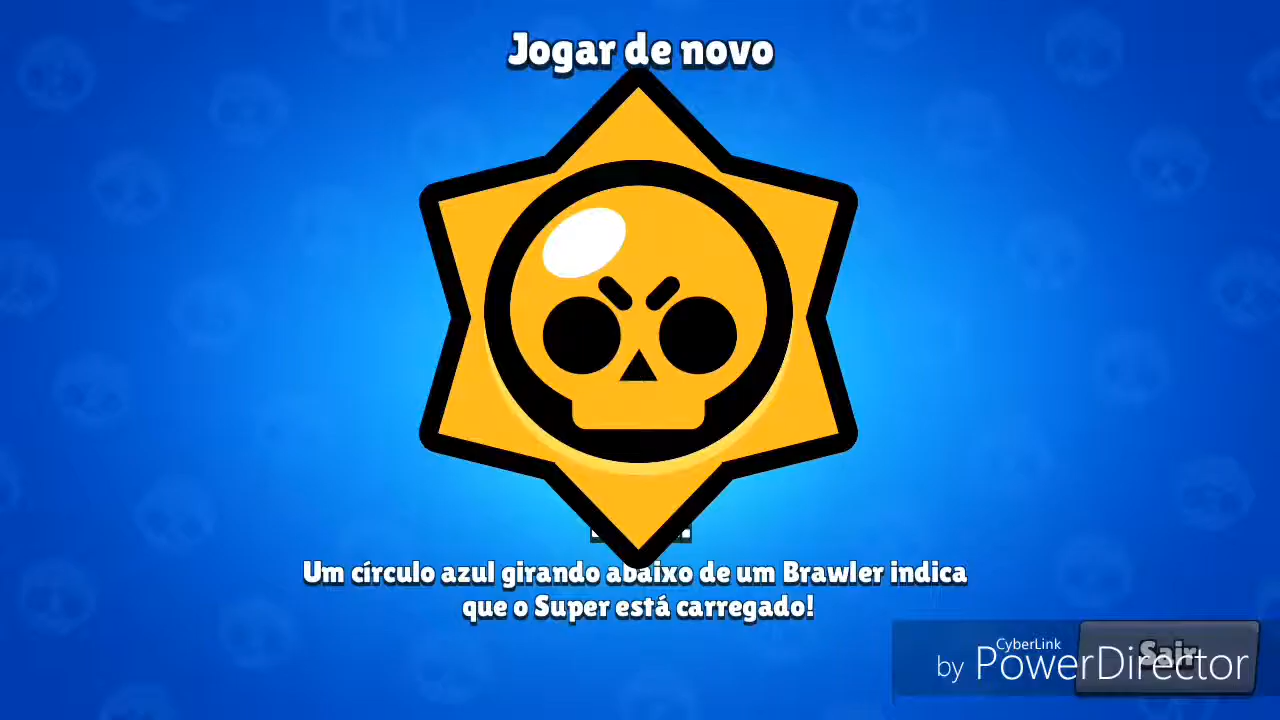 Jogar de novo
Um círculo azul girando abaixo de um Brawler indica
que o Super está carregado!
Sair
CyberLink
by PowerDirector